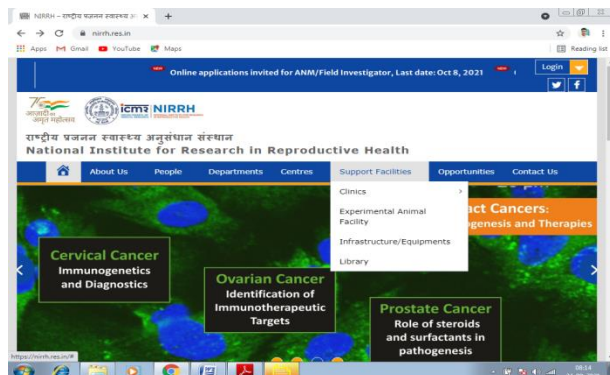 NIRRH - राष्ट्रीय प्रजनन स्वास्थ्य
nirrh.res.in
Apps Gmail YouTube Maps Reading list
Online applications invited for ANM/Field Investigator, Last date: Oct 8, 2021
Login
आज़ादी का
अमृत महोत्सव
icmr NIRRH
राष्ट्रीय प्रजनन स्वास्थ्य अनुसंधान संस्थान
National Institute for Research in Reproductive Health
About Us People Departments Centres Support Facilities Opportunities Contact Us
Clinics
Experimental Animal
Facility
Infrastructure/Equipments
Library
act Cancers:
ogenesis and Therapies
Cervical Cancer
Immunogenetics
and Diagnostics
Ovarian Cancer
Identification of
Immunotherapeutic
Targets
Prostate Cancer
Role of steroids
and surfactants in
pathogenesis
https://nirrh.res.in/#
08:14